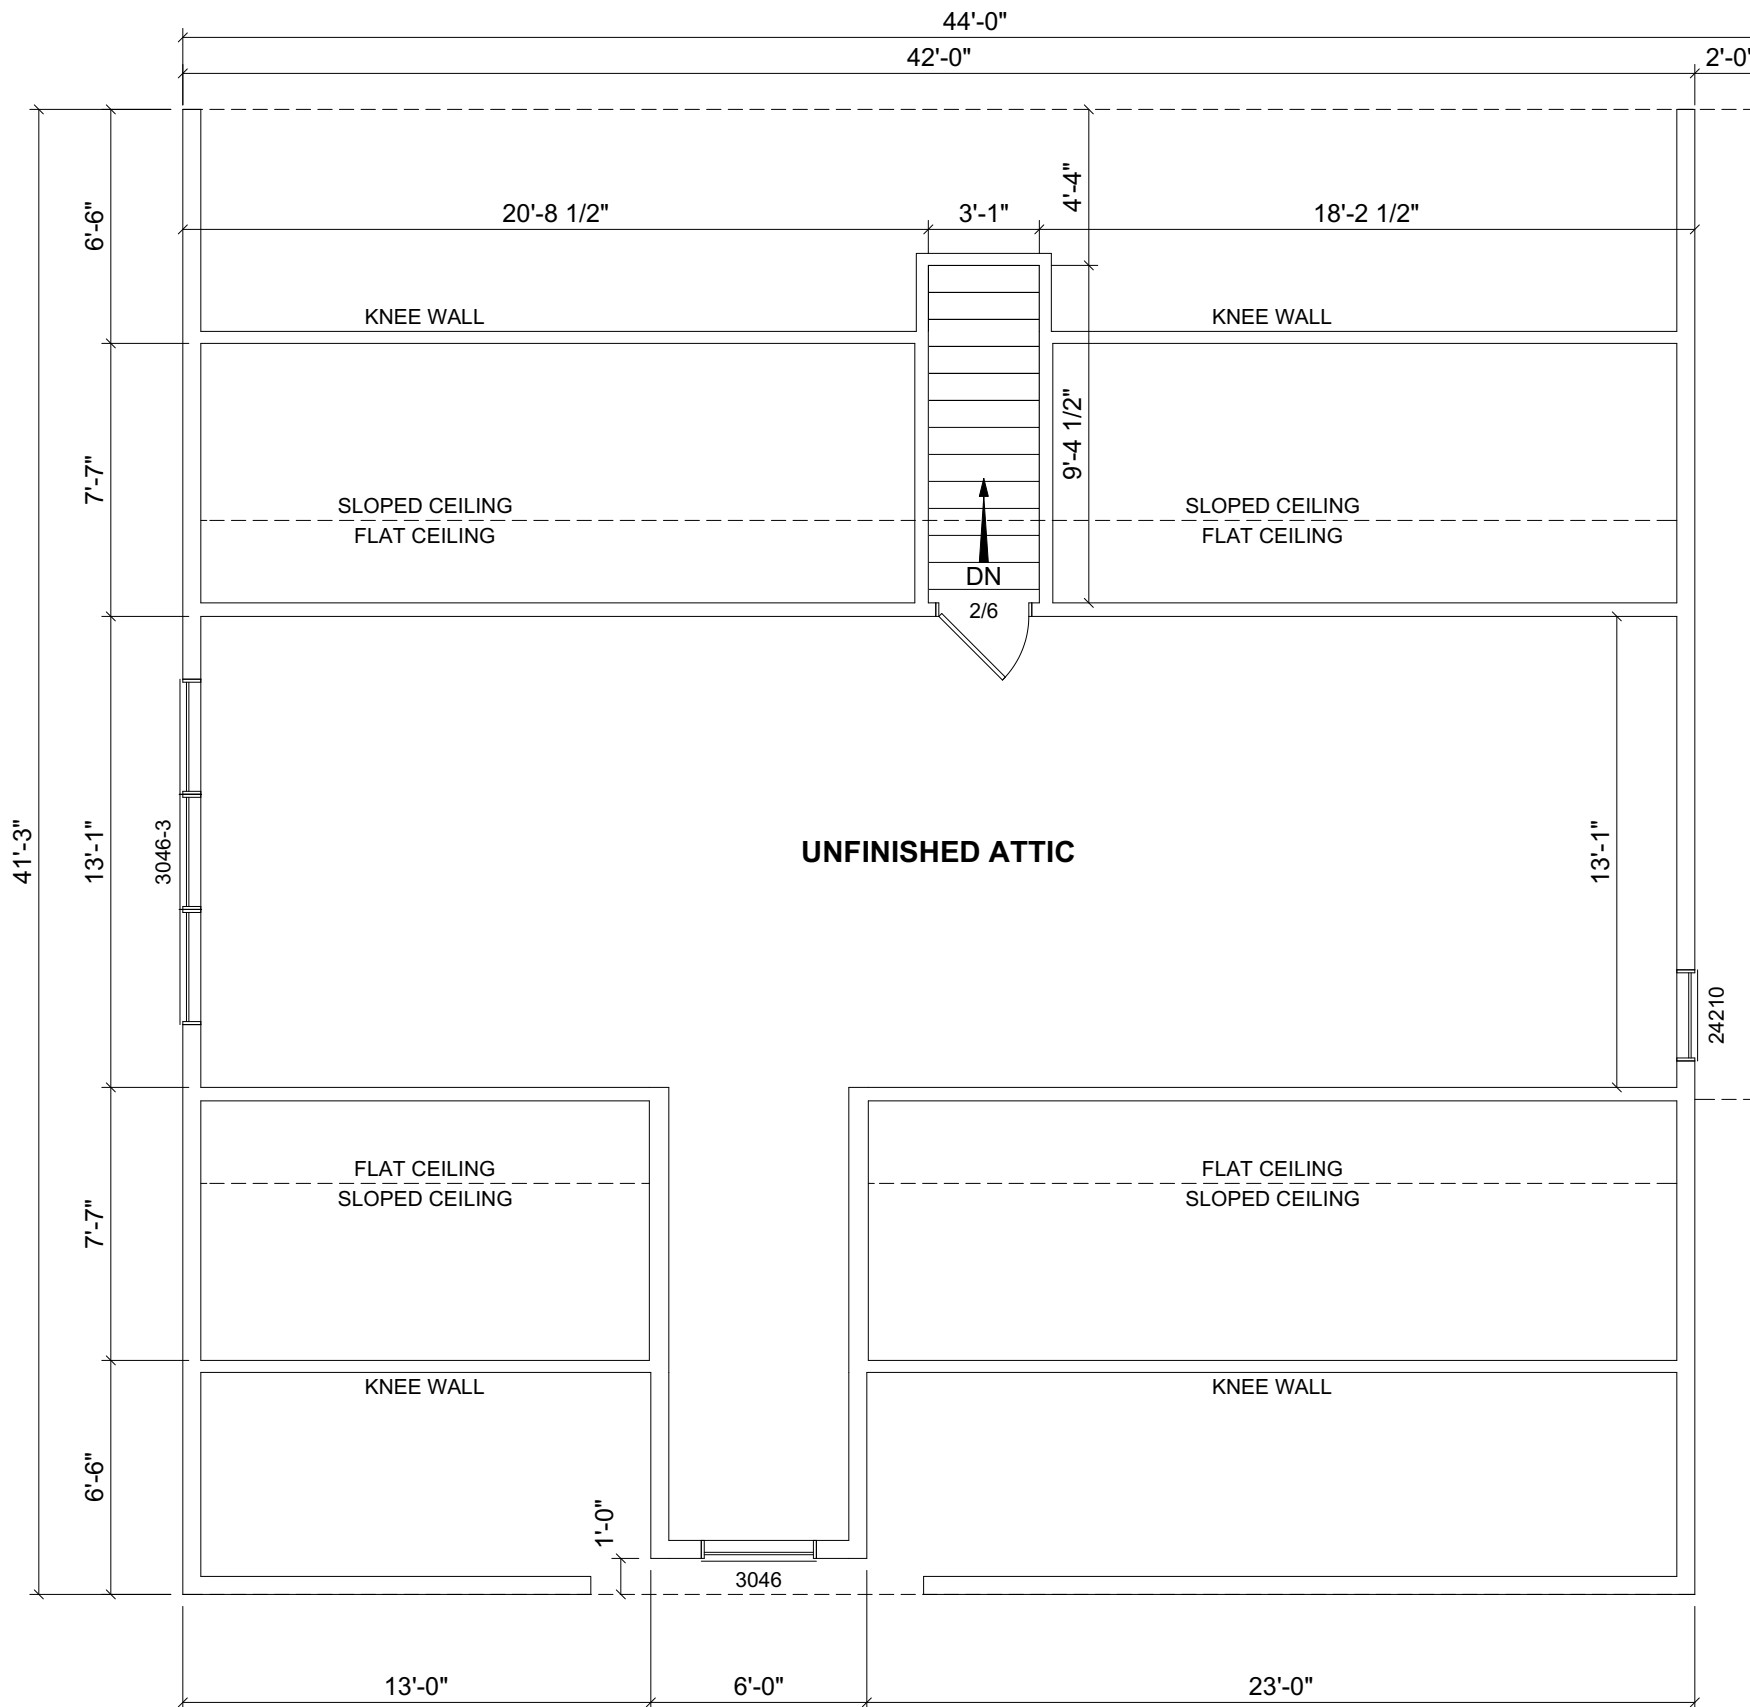 44'-0"
42'-0"
2'-0"
4'-4"
6'-6"
20'-8 1/2"
3'-1"
18'-2 1/2"
KNEE WALL
KNEE WALL
7'-7"
9'-4 1/2"
SLOPED CEILING
SLOPED CEILING
FLAT CEILING
FLAT CEILING
DN
2/6
41'-3"
13'-1"
3046-3
UNFINISHED ATTIC
13'-1"
24210
FLAT CEILING
FLAT CEILING
SLOPED CEILING
SLOPED CEILING
7'-7"
KNEE WALL
KNEE WALL
6'-6"
1'-0"
3046
13'-0"
6'-0"
23'-0"